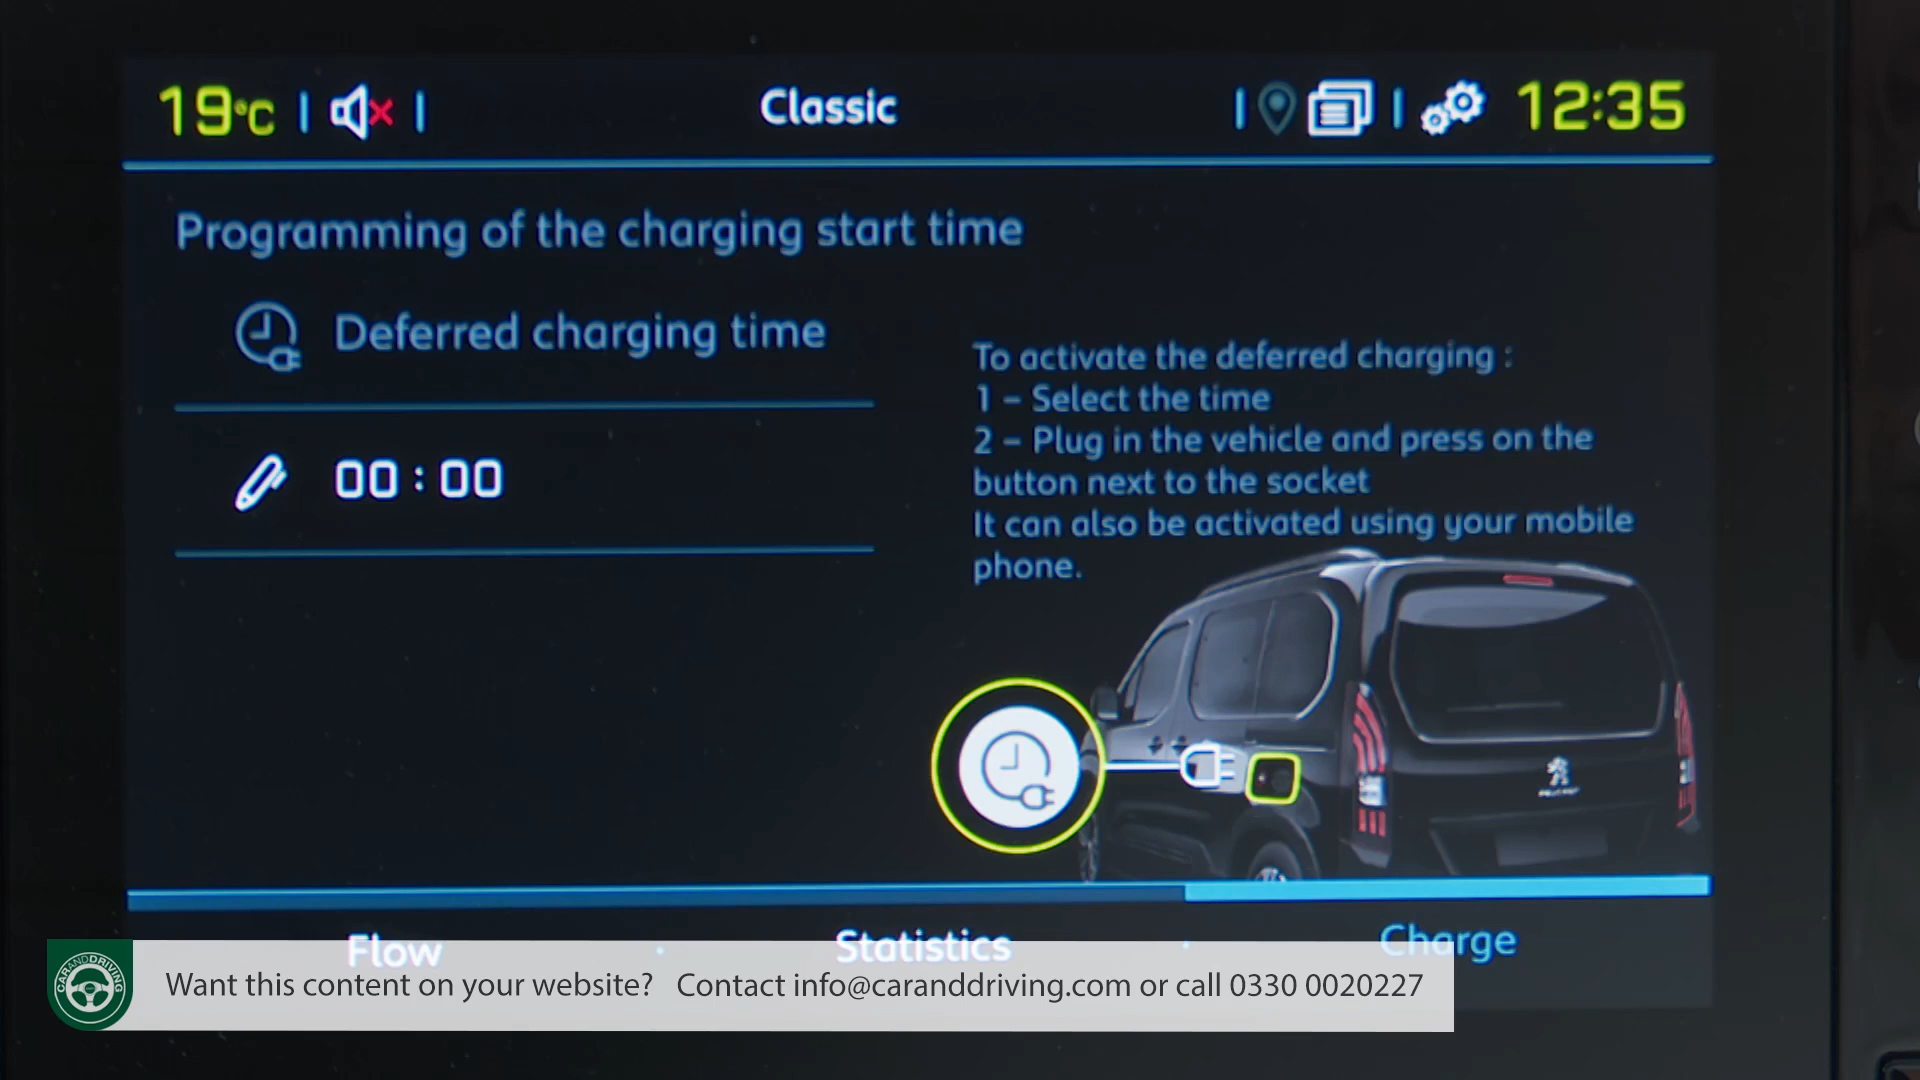 19°C
Classic
12:35
Programming of the charging start time
Deferred charging time
00 : 00
To activate the deferred charging :
1 – Select the time
2 – Plug in the vehicle and press on the
button next to the socket
It can also be activated using your mobile
phone.
PEUGEOT
Flow
Statistics
Charge
CARANDDRIVING
Want this content on your website? Contact info@caranddriving.com or call 0330 0020227